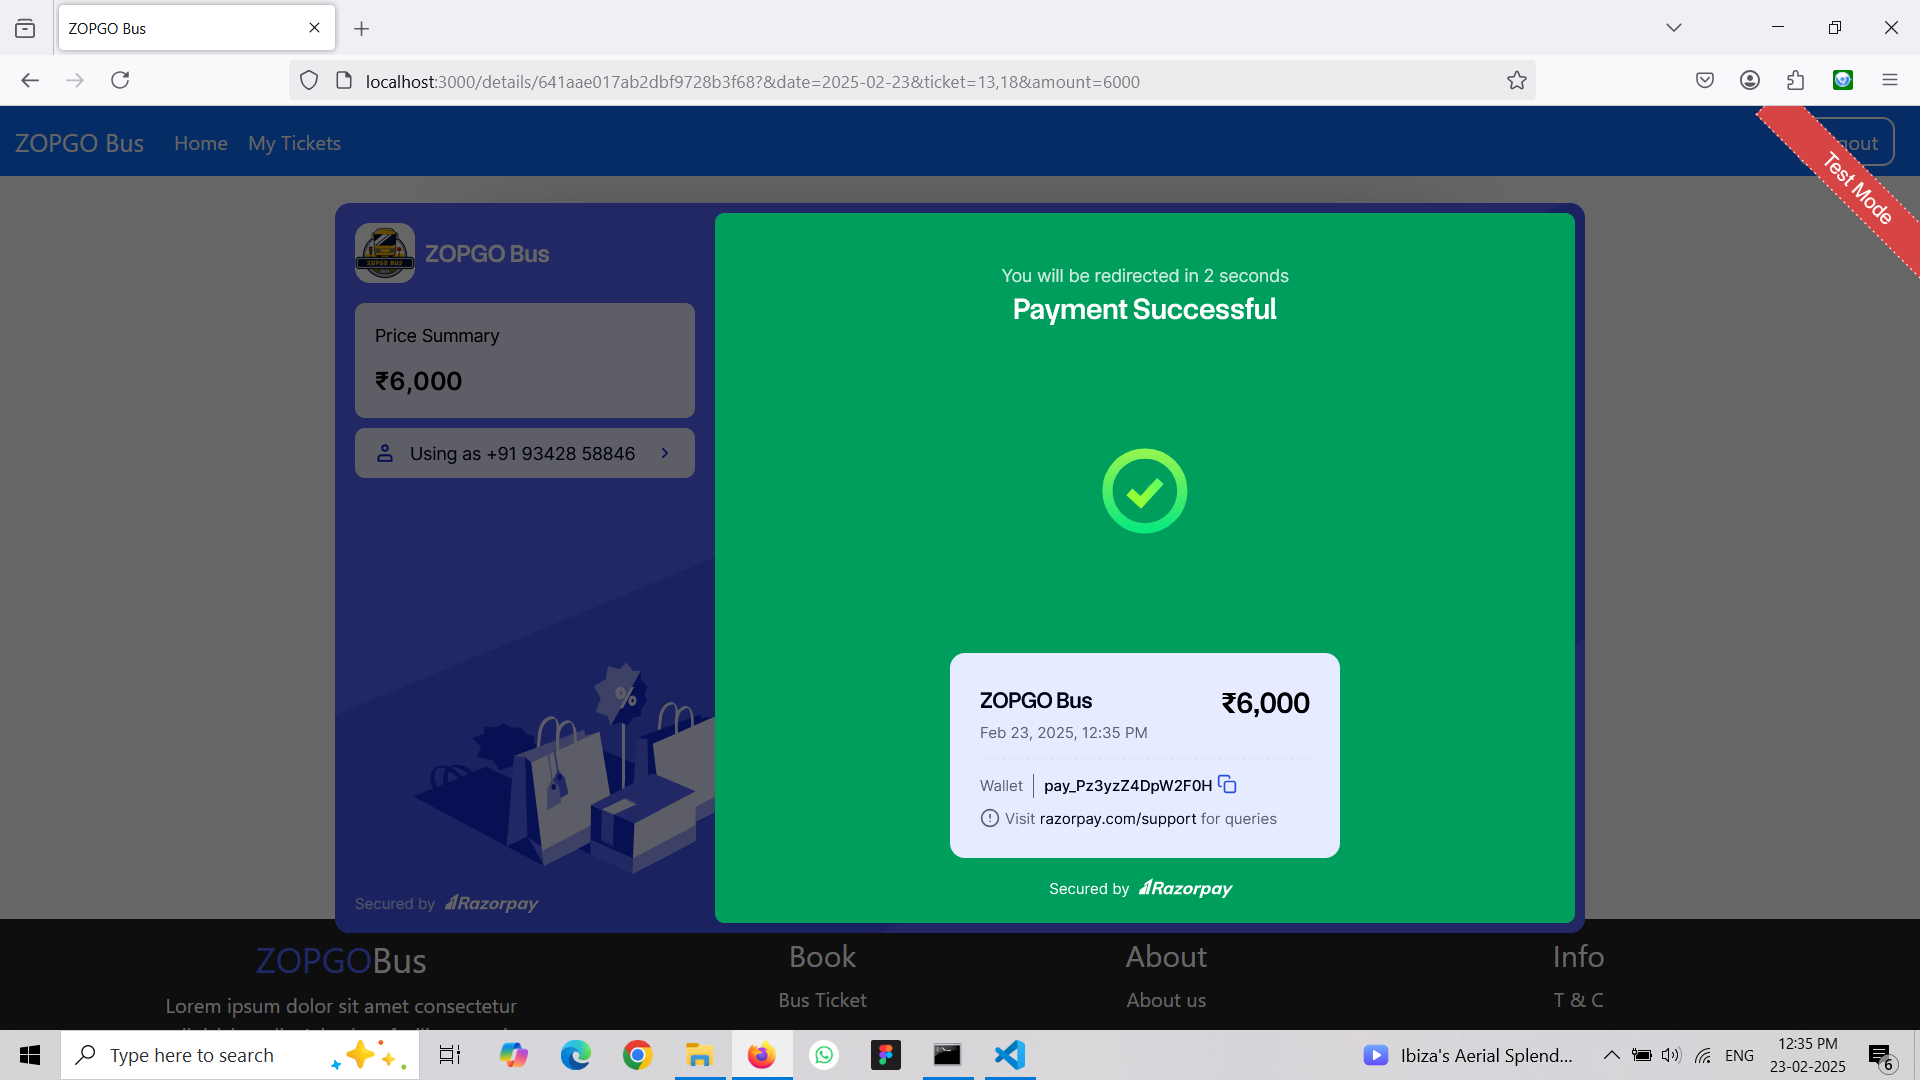 ZOPGO Bus
localhost:3000/details/641aae017ab2dbf9728b3f68?&date=2025-02-23&ticket=13,18&amount=6000
ZOPGO Bus
Home
My Tickets
Test Mode
ZOPGO BUS
ZOPGO Bus
Price Summary
₹6,000
Using as +91 93428 58846
%
Secured by Razorpay
You will be redirected in 2 seconds
Payment Successful
ZOPGO Bus
₹6,000
Feb 23, 2025, 12:35 PM
Wallet
pay_Pz3yzZ4DpW2F0H
Visit razorpay.com/support for queries
Secured by Razorpay
ZOPGOBus
Lorem ipsum dolor sit amet consectetur
Book
Bus Ticket
About
About us
Info
T & C
Type here to search
Ibiza's Aerial Splend...
ENG
12:35 PM
23-02-2025
6